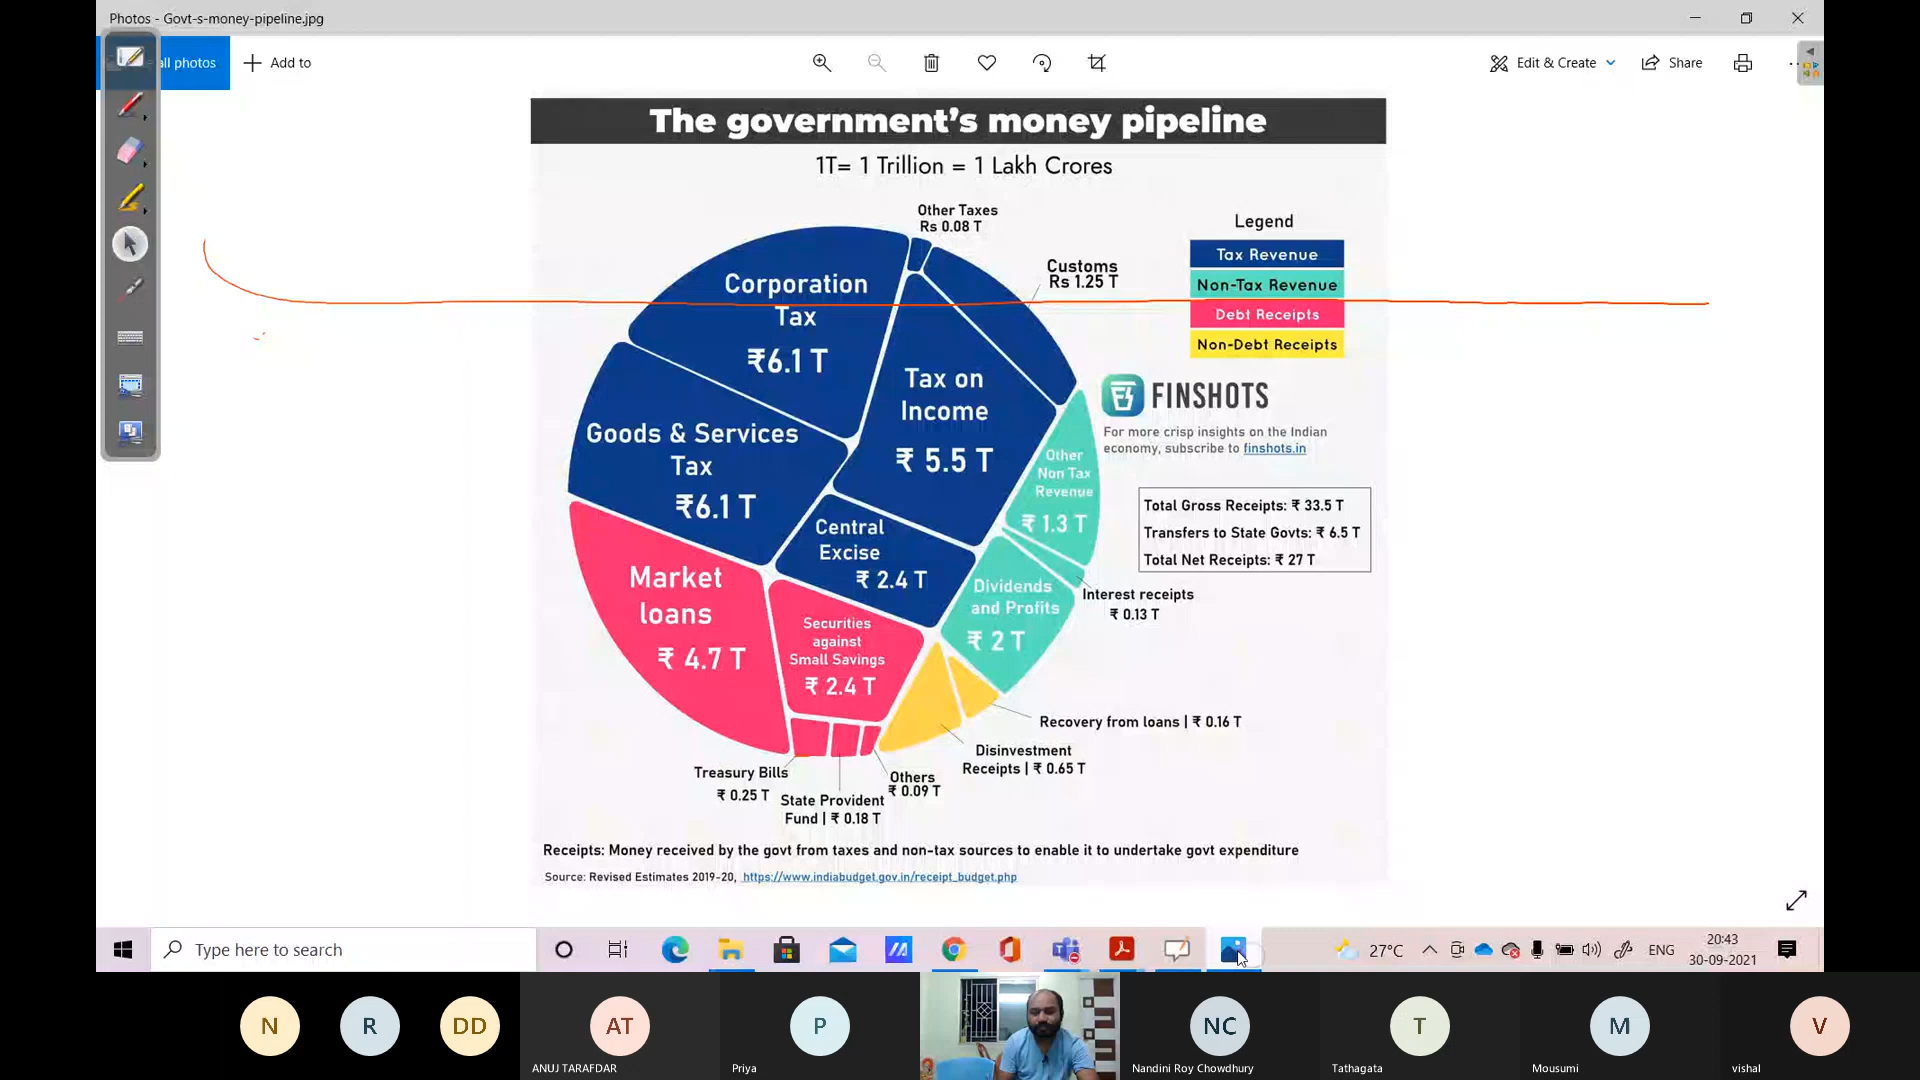 Photos - Govt-s-money-pipeline.jpg
all photos
Add to
Edit & Create
Share
The government's money pipeline
1T= 1 Trillion = 1 Lakh Crores
Other Taxes
Rs 0.08 T
Customs
Rs 1.25 T
Legend
Tax Revenue
Non-Tax Revenue
Debt Receipts
Non-Debt Receipts
Corporation
Tax
₹6.1 T
Tax on
Income
₹ 5.5 T
Goods & Services
Tax
₹6.1 T
FINSHOTS
For more crisp insights on the Indian
economy, subscribe to finshots.in
Other
Non Tax
Revenue
₹ 1.3 T
Total Gross Receipts: ₹ 33.5 T
Transfers to State Govts: ₹ 6.5 T
Total Net Receipts: ₹ 27 T
Central
Excise
₹ 2.4 T
Market
loans
₹ 4.7 T
Dividends
and Profits
₹ 2 T
Interest receipts
₹ 0.13 T
Securities
against
Small Savings
₹ 2.4 T
Recovery from loans | ₹ 0.16 T
Disinvestment
Receipts | ₹ 0.65 T
Treasury Bills
₹ 0.25 T
State Provident
Fund | ₹ 0.18 T
Others
₹ 0.09 T
Receipts: Money received by the govt from taxes and non-tax sources to enable it to undertake govt expenditure
Source: Revised Estimates 2019-20, https://www.indiabudget.gov.in/receipt_budget.php
Type here to search
27°C
ENG
20:43
30-09-2021
N
R
DD
AT
P
NC
T
M
V
ANUJ TARAFDAR
Priya
Nandini Roy Chowdhury
Tathagata
Mousumi
vishal